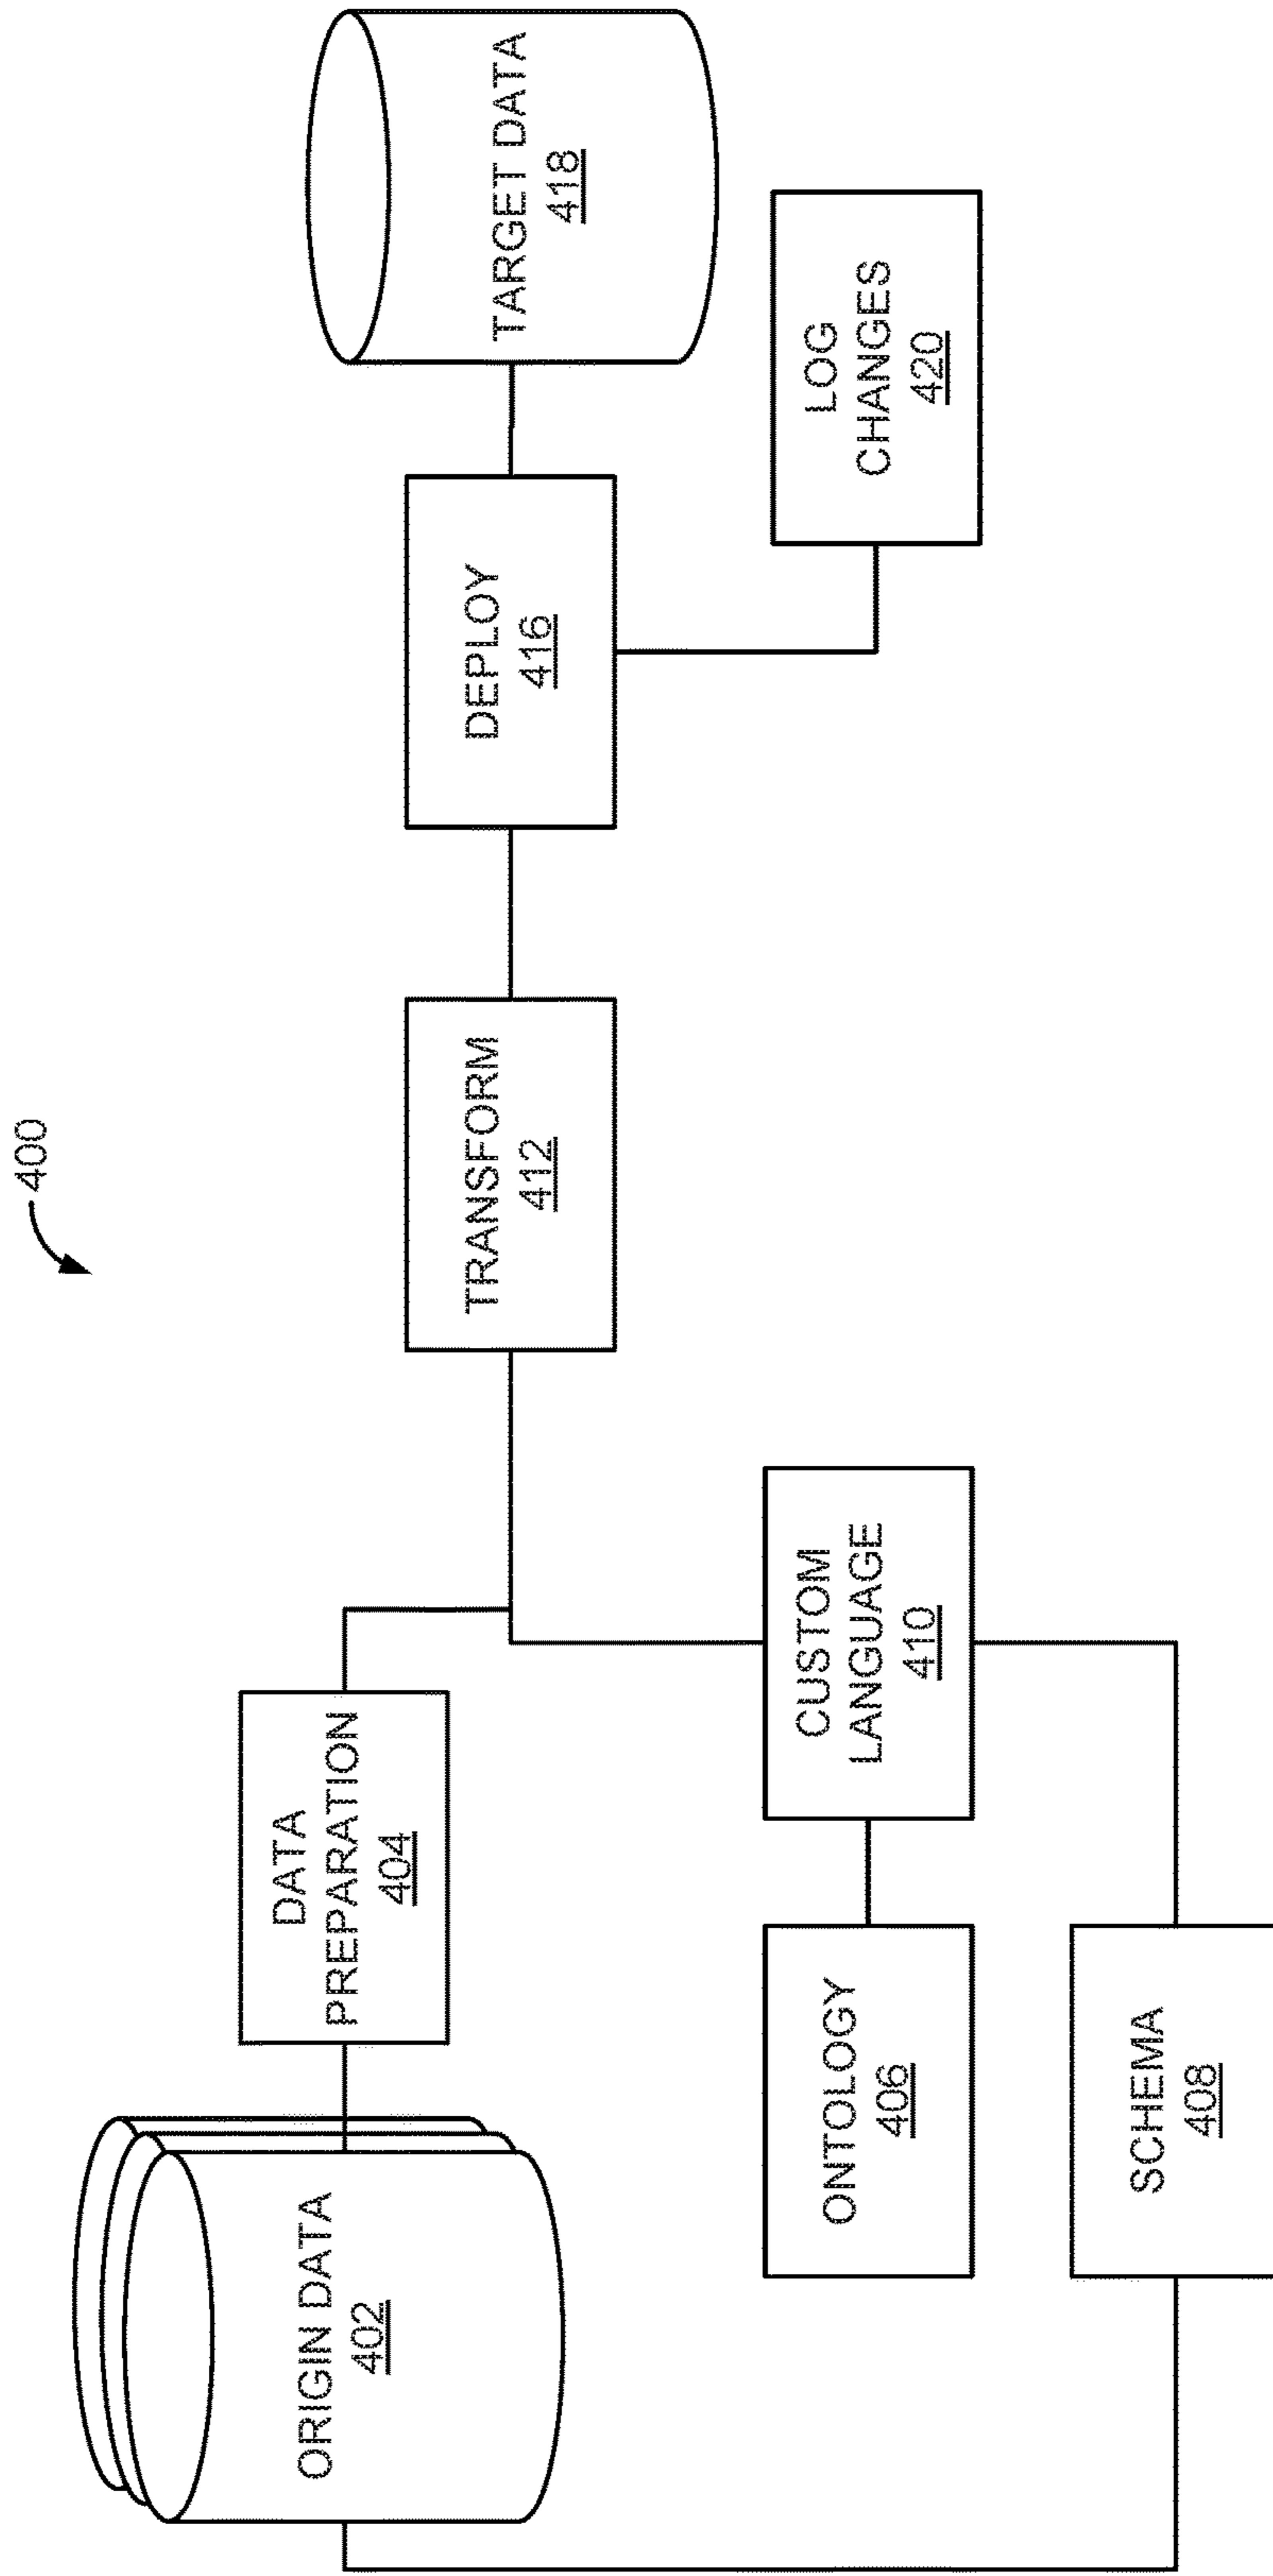 400
ORIGIN DATA
402
DATA
PREPARATION
404
ONTOLOGY
406
SCHEMA
408
CUSTOM
LANGUAGE
410
TRANSFORM
412
DEPLOY
416
TARGET DATA
418
LOG
CHANGES
420